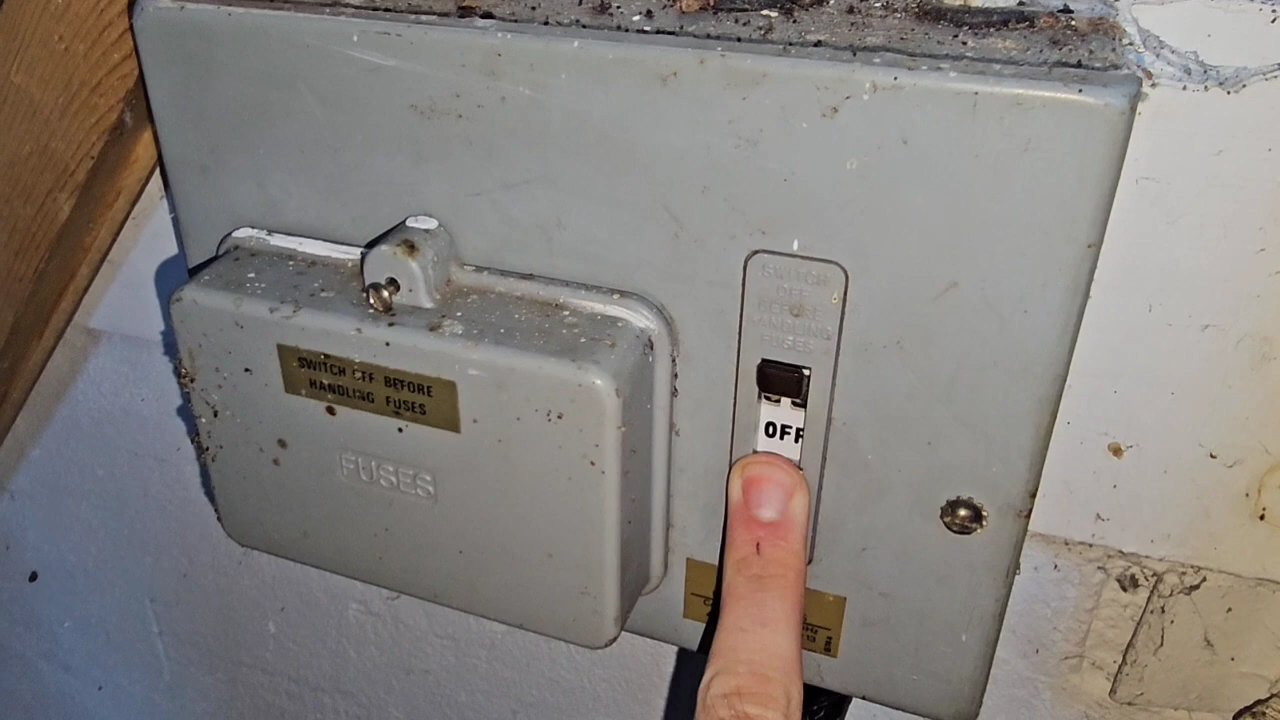 SWITCH OFF BEFORE
HANDLING FUSES
FUSES
SWITCH
OFF
BEFORE
HANDLING
FUSES
OFF